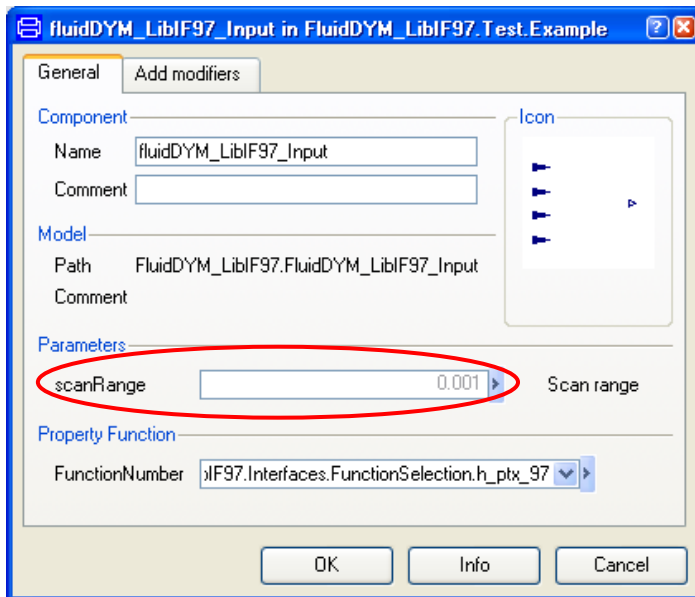 fluidDYM_LibIF97_Input in FluidDYM_LibIF97.Test.Example
General Add modifiers
Component
Icon
Name fluidDYM_LibIF97_Input
Comment
Model
Path FluidDYM_LibIF97.FluidDYM_LibIF97_Input
Comment
Parameters
scanRange 0.001 Scan range
Property Function
FunctionNumber IF97.Interfaces.FunctionSelection.h_ptx_97
OK Info Cancel